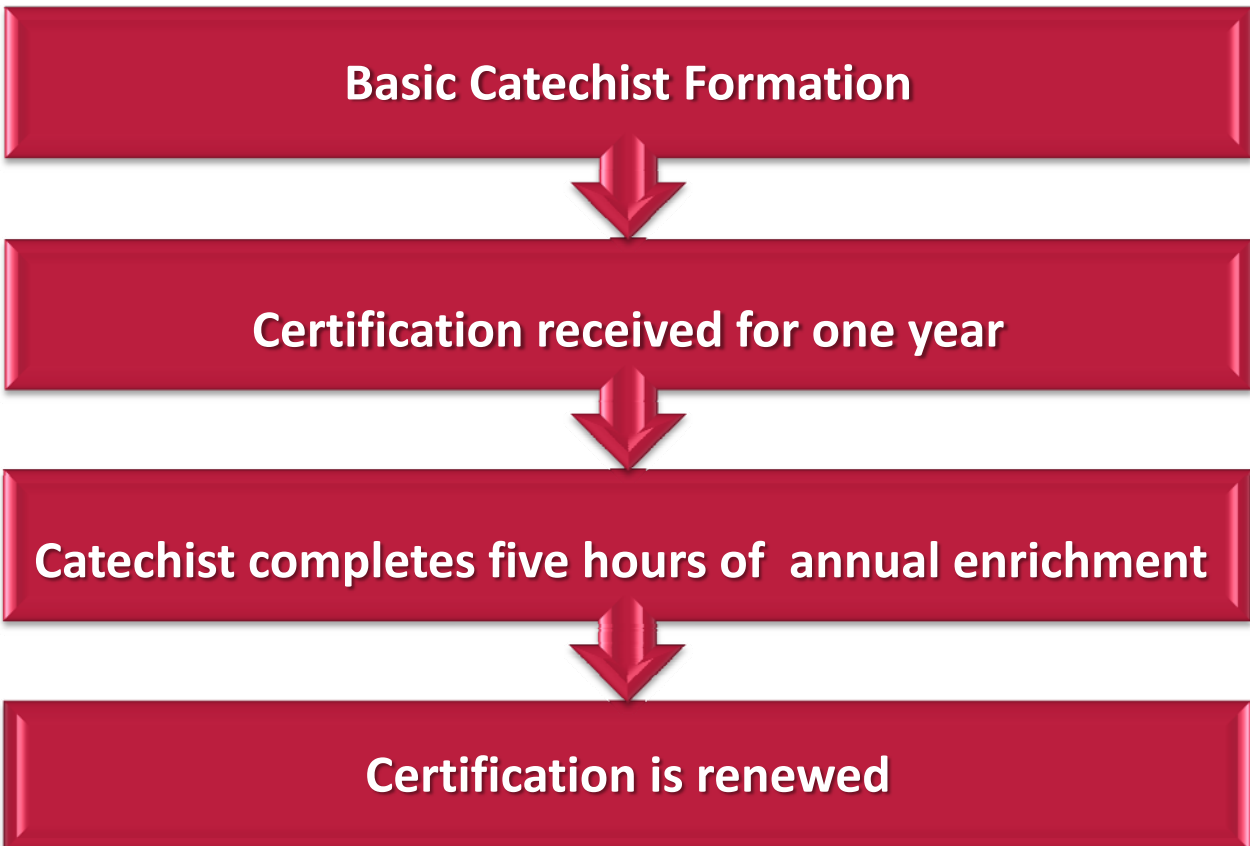 Basic Catechist Formation
Certification received for one year
Catechist completes five hours of  annual enrichment
Certification is renewed